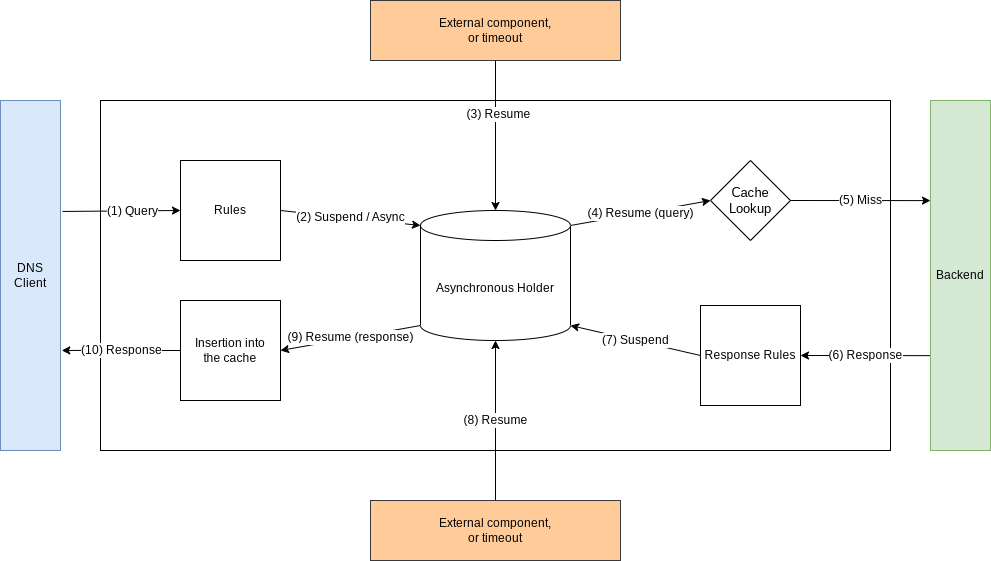 External component,
or timeout
(3) Resume
DNS
Client
(1) Query
Rules
(2) Suspend / Async
(4) Resume (query)
Cache
Lookup
(5) Miss
Backend
Asynchronous Holder
(10) Response
Insertion into
the cache
(9) Resume (response)
(7) Suspend
Response Rules
(6) Response
(8) Resume
External component,
or timeout